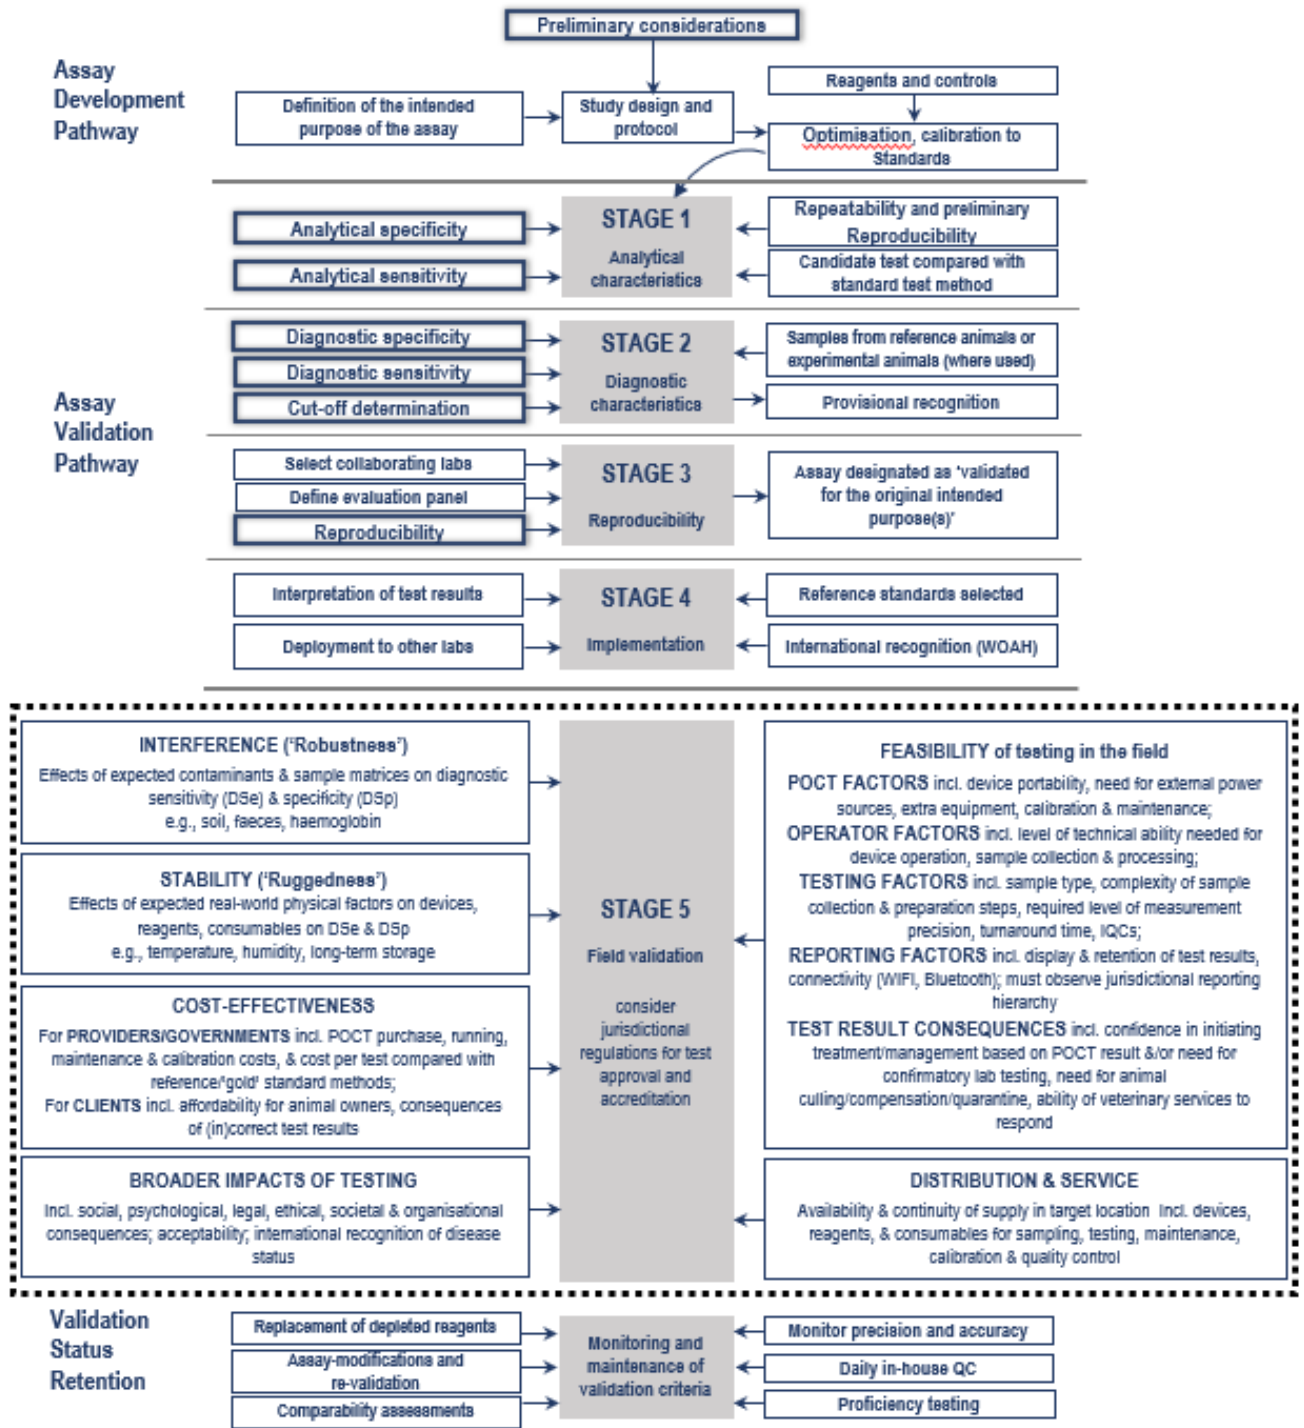 Preliminary considerations
Assay
Development
Pathway
Definition of the intended
purpose of the assay
Study design and
protocol
Reagents and controls
Optimisation, calibration to
Standards
Analytical specificity
Analytical sensitivity
STAGE 1
Analytical
characteristics
Repeatability and preliminary
Reproducibility
Candidate test compared with
standard test method
Assay
Validation
Pathway
Diagnostic specificity
Diagnostic sensitivity
Cut-off determination
STAGE 2
Diagnostic
characteristics
Samples from reference animals or
experimental animals (where used)
Provisional recognition
Select collaborating labs
Define evaluation panel
Reproducibility
STAGE 3
Reproducibility
Assay designated as 'validated
for the original intended
purpose(s)'
Interpretation of test results
Deployment to other labs
STAGE 4
Implementation
Reference standards selected
International recognition (WOAH)
INTERFERENCE ('Robustness')
Effects of expected contaminants & sample matrices on diagnostic
sensitivity (DSe) & specificity (DSp)
e.g., soil, faeces, haemoglobin
STABILITY ('Ruggedness')
Effects of expected real-world physical factors on devices,
reagents, consumables on DSe & DSp
e.g., temperature, humidity, long-term storage
COST-EFFECTIVENESS
For PROVIDERS/GOVERNMENTS incl. POCT purchase, running,
maintenance & calibration costs, & cost per test compared with
reference/'gold' standard methods;
For CLIENTS incl. affordability for animal owners, consequences
of (in)correct test results
BROADER IMPACTS OF TESTING
Incl. social, psychological, legal, ethical, societal & organisational
consequences; acceptability; international recognition of disease
status
STAGE 5
Field validation
consider
jurisdictional
regulations for test
approval and
accreditation
FEASIBILITY of testing in the field
POCT FACTORS incl. device portability, need for external power
sources, extra equipment, calibration & maintenance;
OPERATOR FACTORS incl. level of technical ability needed for
device operation, sample collection & processing;
TESTING FACTORS incl. sample type, complexity of sample
collection & preparation steps, required level of measurement
precision, turnaround time, IQCs;
REPORTING FACTORS incl. display & retention of test results,
connectivity (WIFI, Bluetooth); must observe jurisdictional reporting
hierarchy
TEST RESULT CONSEQUENCES incl. confidence in initiating
treatment/management based on POCT result &/or need for
confirmatory lab testing, need for animal
culling/compensation/quarantine, ability of veterinary services to
respond
DISTRIBUTION & SERVICE
Availability & continuity of supply in target location Incl. devices,
reagents, & consumables for sampling, testing, maintenance,
calibration & quality control
Validation
Status
Retention
Replacement of depleted reagents
Assay-modifications and
re-validation
Comparability assessments
Monitoring and
maintenance of
validation criteria
Monitor precision and accuracy
Daily in-house QC
Proficiency testing